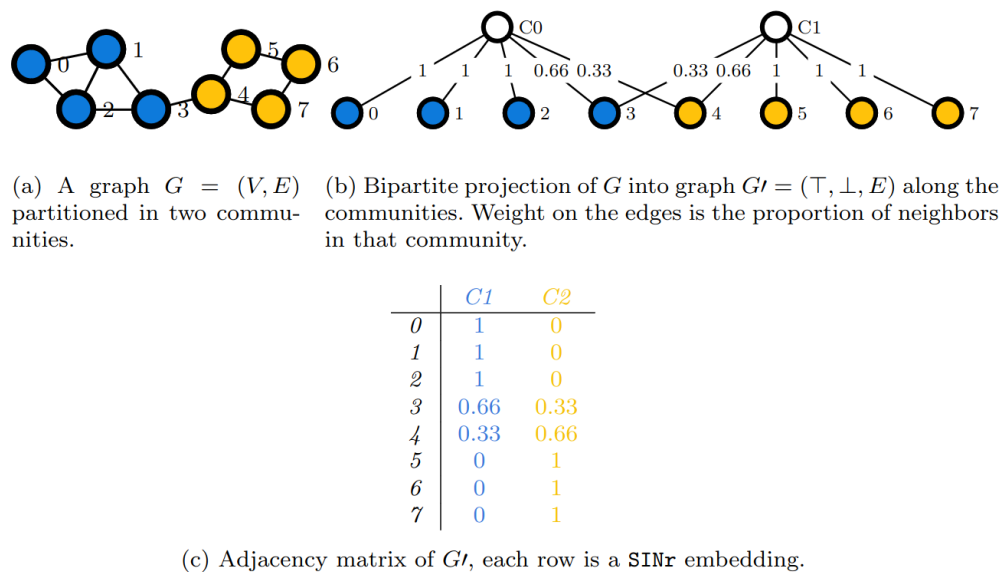 0
1
2
3
4
5
6
7
C0
C1
1
1
1
0.66
0.33
0.33
0.66
1
1
1
0
1
2
3
4
5
6
7
(a) A graph G = (V, E)
partitioned in two commu-
nities.
(b) Bipartite projection of G into graph G′ = (⊤, ⊥, E) along the
communities. Weight on the edges is the proportion of neighbors
in that community.
C1 C2
0 1 0
1 1 0
2 1 0
3 0.66 0.33
4 0.33 0.66
5 0 1
6 0 1
7 0 1
(c) Adjacency matrix of G′, each row is a SINr embedding.